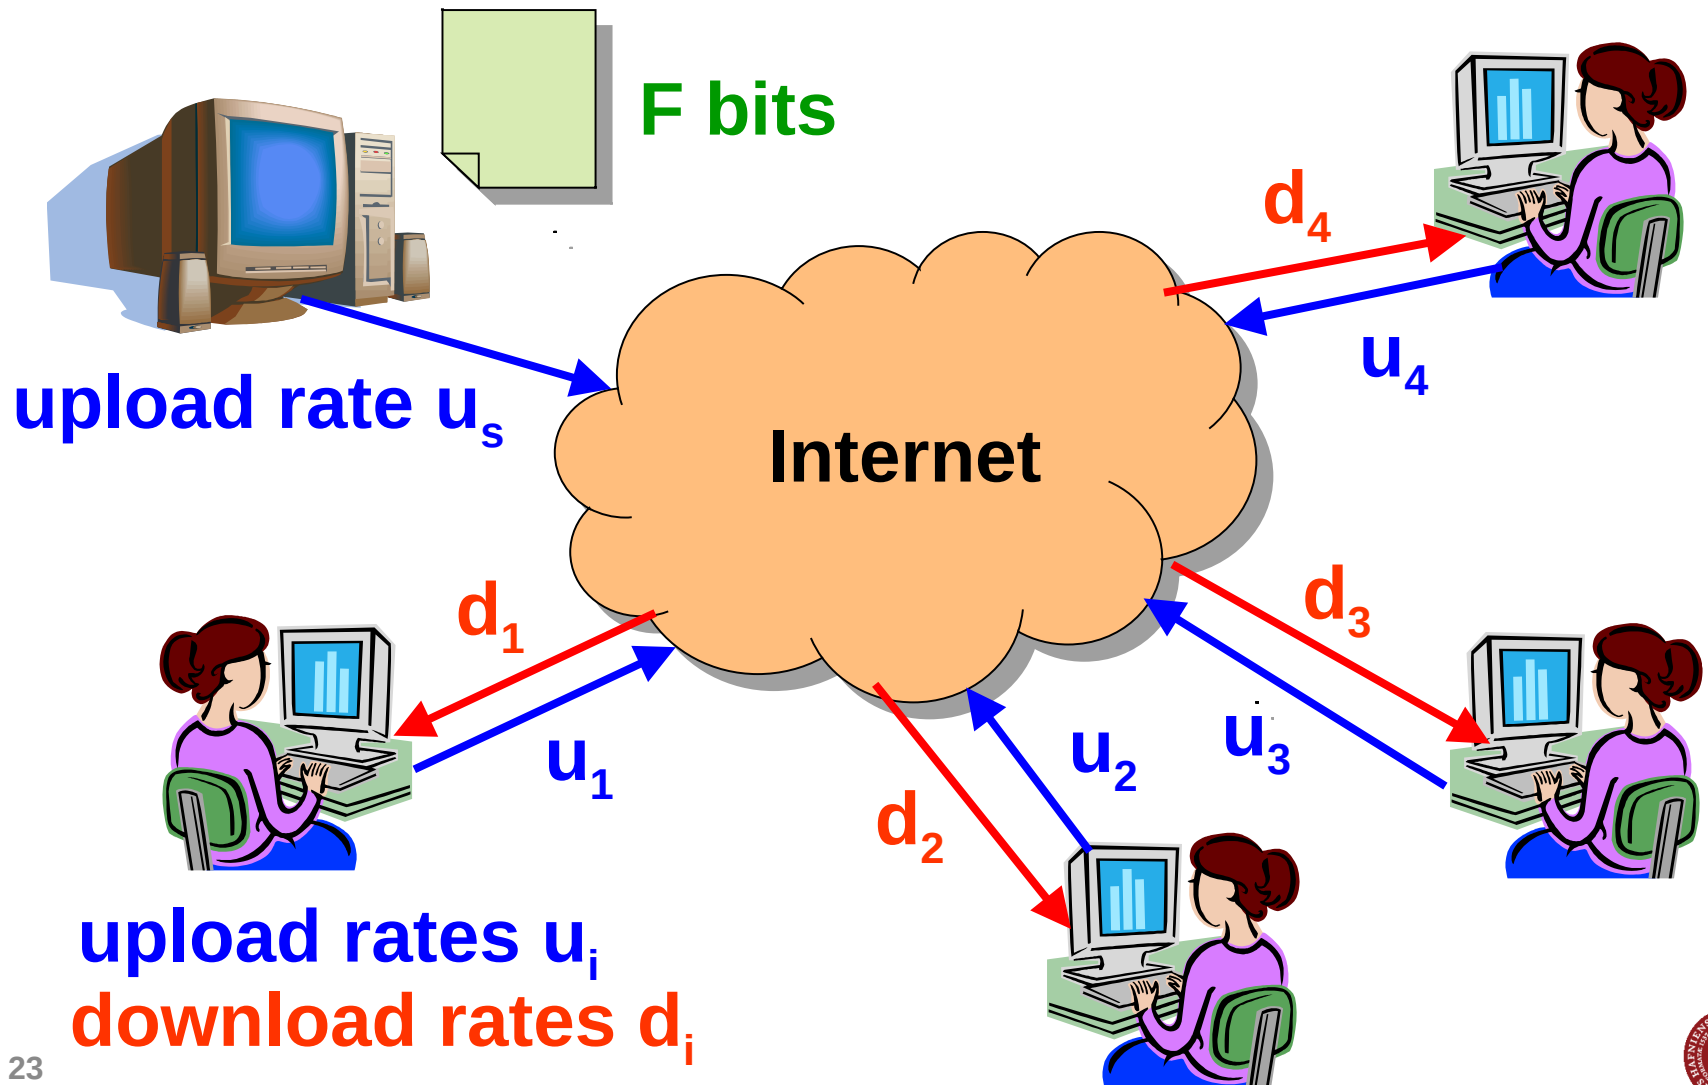 F bits
d4
u4
upload rate us
Internet
d1
d3
u1
u2
u3
d2
upload rates ui
download rates di
23